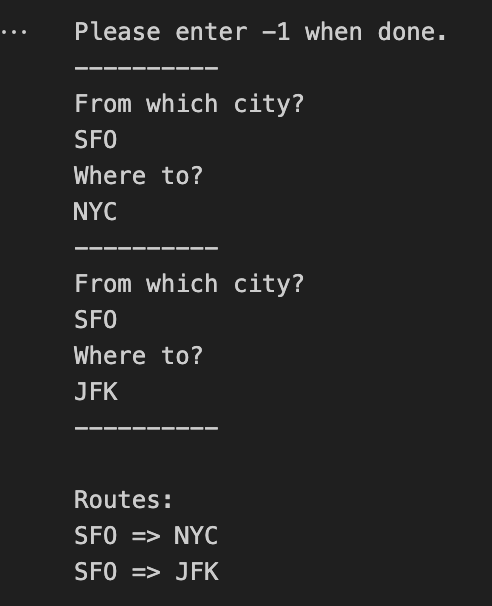 ...
Please enter -1 when done.
----------
From which city?
SFO
Where to?
NYC
----------
From which city?
SFO
Where to?
JFK
----------

Routes:
SFO => NYC
SFO => JFK